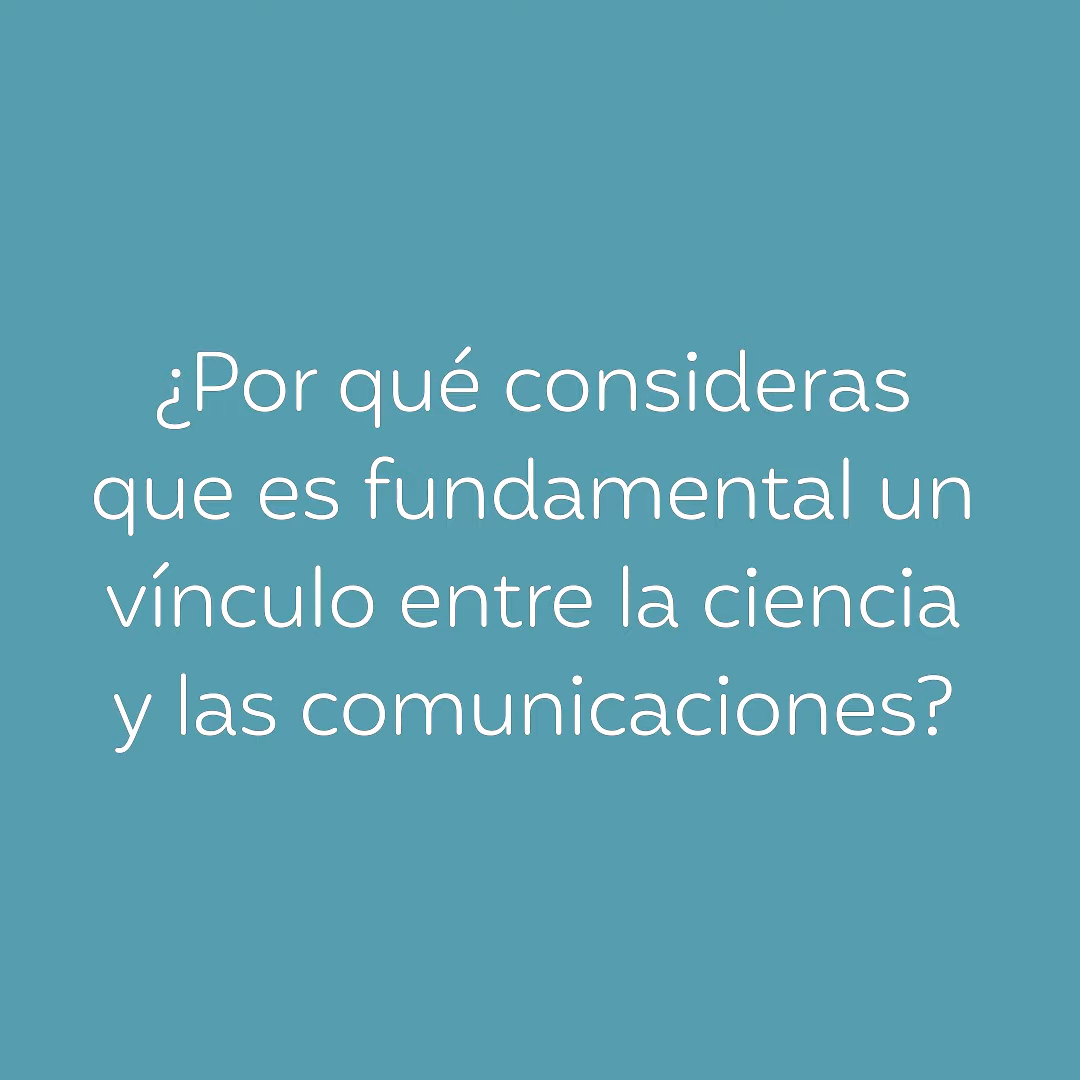 ¿Por qué consideras
que es fundamental un
vínculo entre la ciencia
y las comunicaciones?